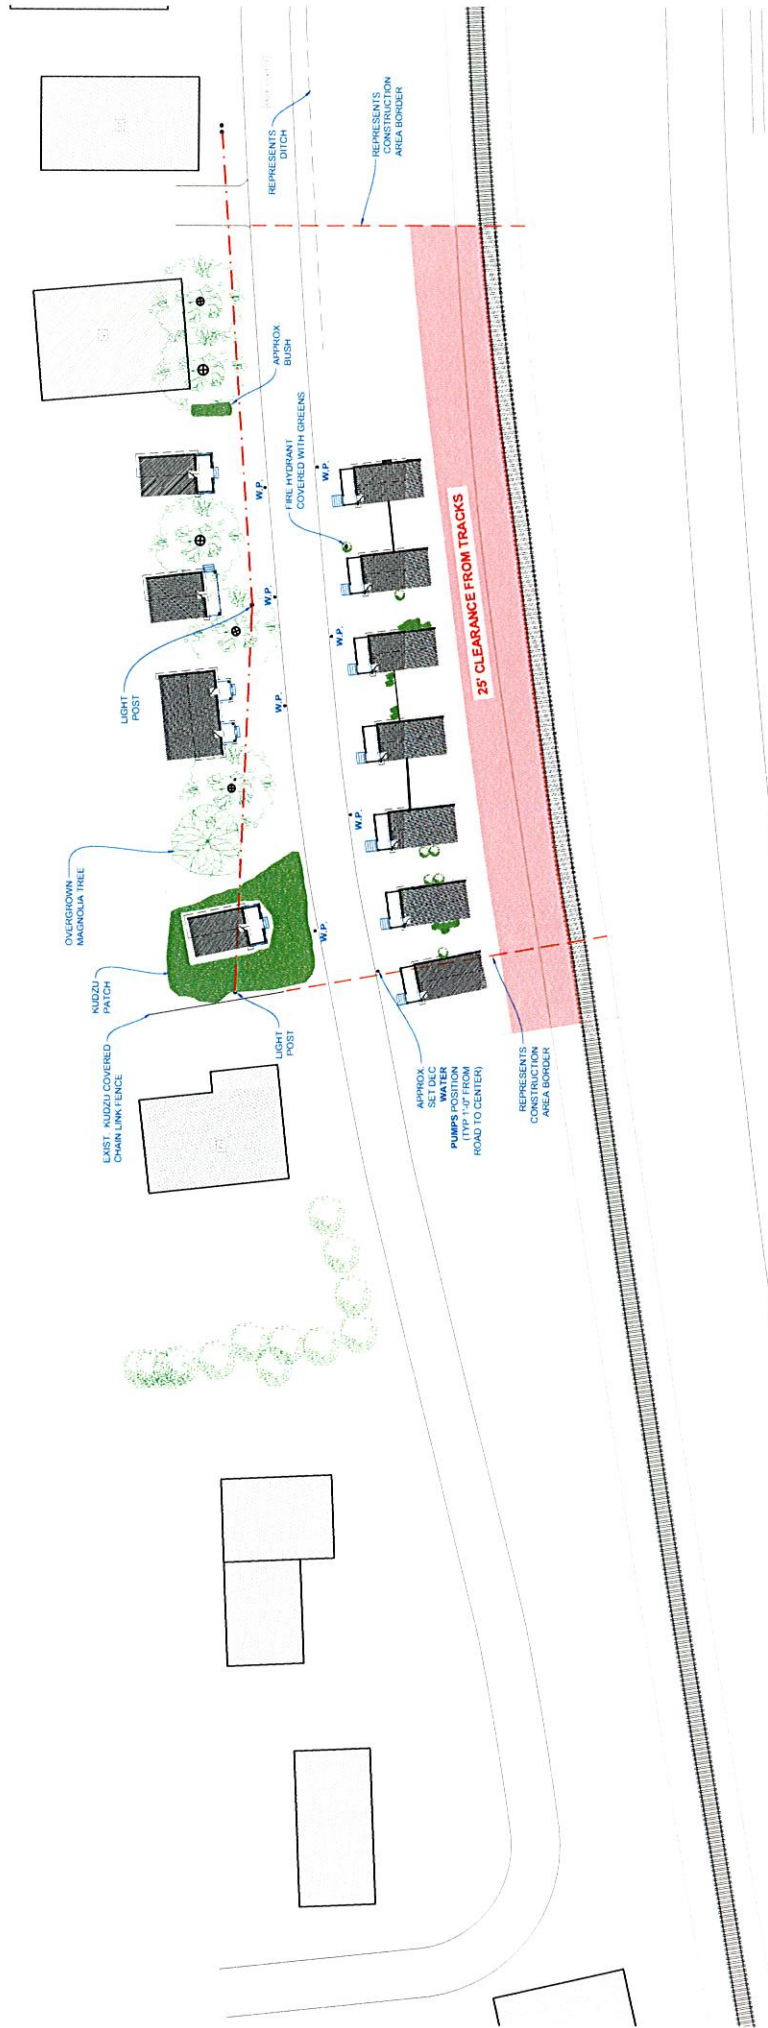 REPRESENTS
DITCH
REPRESENTS
CONSTRUCTION
AREA BORDER
APPROX
BUSH
FIRE HYDRANT
COVERED WITH GREENS
W.P.
W.P.
W.P.
W.P.
W.P.
W.P.
W.P.
25' CLEARANCE FROM TRACKS
LIGHT
POST
OVERGROWN
MAGNOLIA TREE
KUDZU
PATCH
EXIST. KUDZU COVERED
CHAIN LINK FENCE
LIGHT
POST
APPROX.
SET DEC
WATER
PUMPS POSITION
(TYP 1'-0" FROM
ROAD TO CENTER)
REPRESENTS
CONSTRUCTION
AREA BORDER